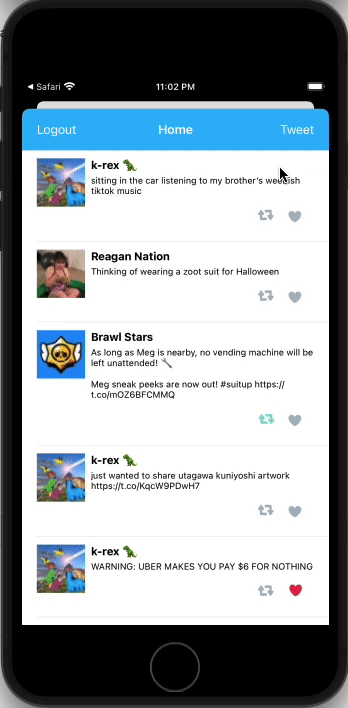 Safari
11:02 PM
Logout
Home
Tweet
k-rex 🦖
sitting in the car listening to my brother's
tiktok music
Reagan Nation
Thinking of wearing a zoot suit for Halloween
Brawl Stars
As long as Meg is nearby, no vending machine will be
left unattended! 🔧
Meg sneak peeks are now out! #suitup https://
t.co/mOZ6BFCMMQ
k-rex 🦖
just wanted to share utagawa kuniyoshi artwork
https://t.co/KqcW9PDwH7
k-rex 🦖
WARNING: UBER MAKES YOU PAY $6 FOR NOTHING